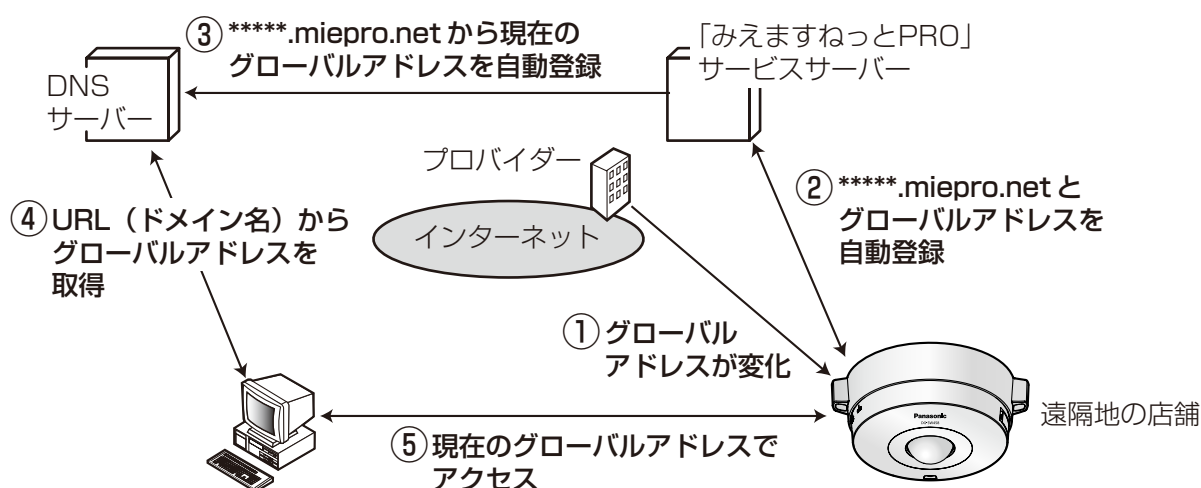 ③ *****.miepro.net から現在の
グローバルアドレスを自動登録
「みえますねっとPRO」
サービスサーバー
DNS
サーバー
プロバイダー
② *****.miepro.net と
グローバルアドレスを
自動登録
④ URL（ドメイン名）から
グローバルアドレスを
取得
インターネット
① グローバル
アドレスが変化
Panasonic
遠隔地の店舗
⑤ 現在のグローバルアドレスで
アクセス